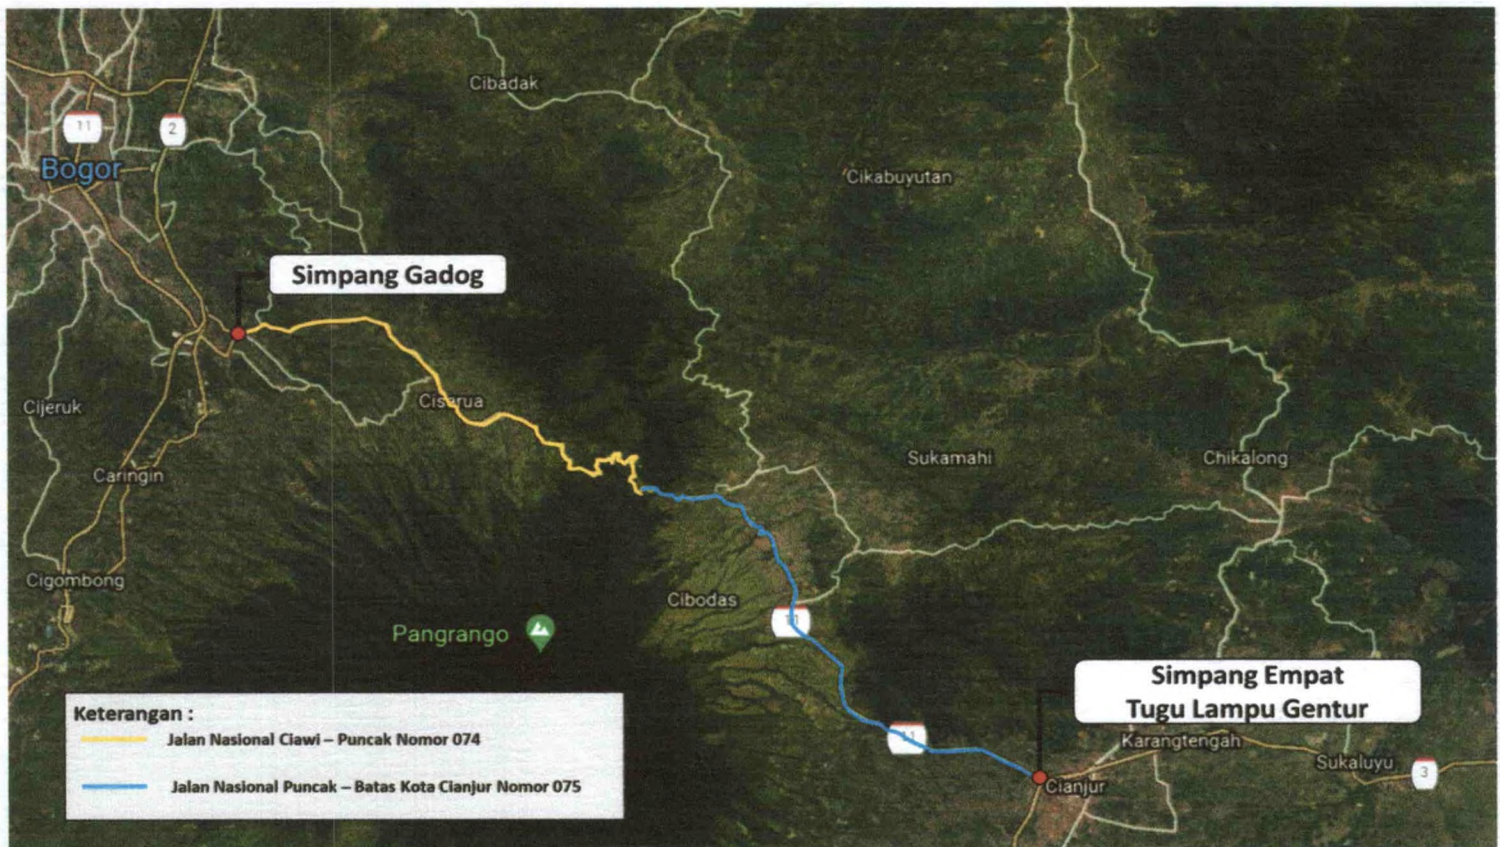 Cibadak
11
2
Bogor
Cikabuyutan
Simpang Gadog
Cijeruk
Cisarua
Caringin
Sukamahi
Chikalong
Cigombong
Cibodas
11
Pangrango
Simpang Empat
Tugu Lampu Gentur
Keterangan :
Jalan Nasional Ciawi – Puncak Nomor 074
Jalan Nasional Puncak – Batas Kota Cianjur Nomor 075
11
Karangtengah
Sukaluyu
3
Cianjur